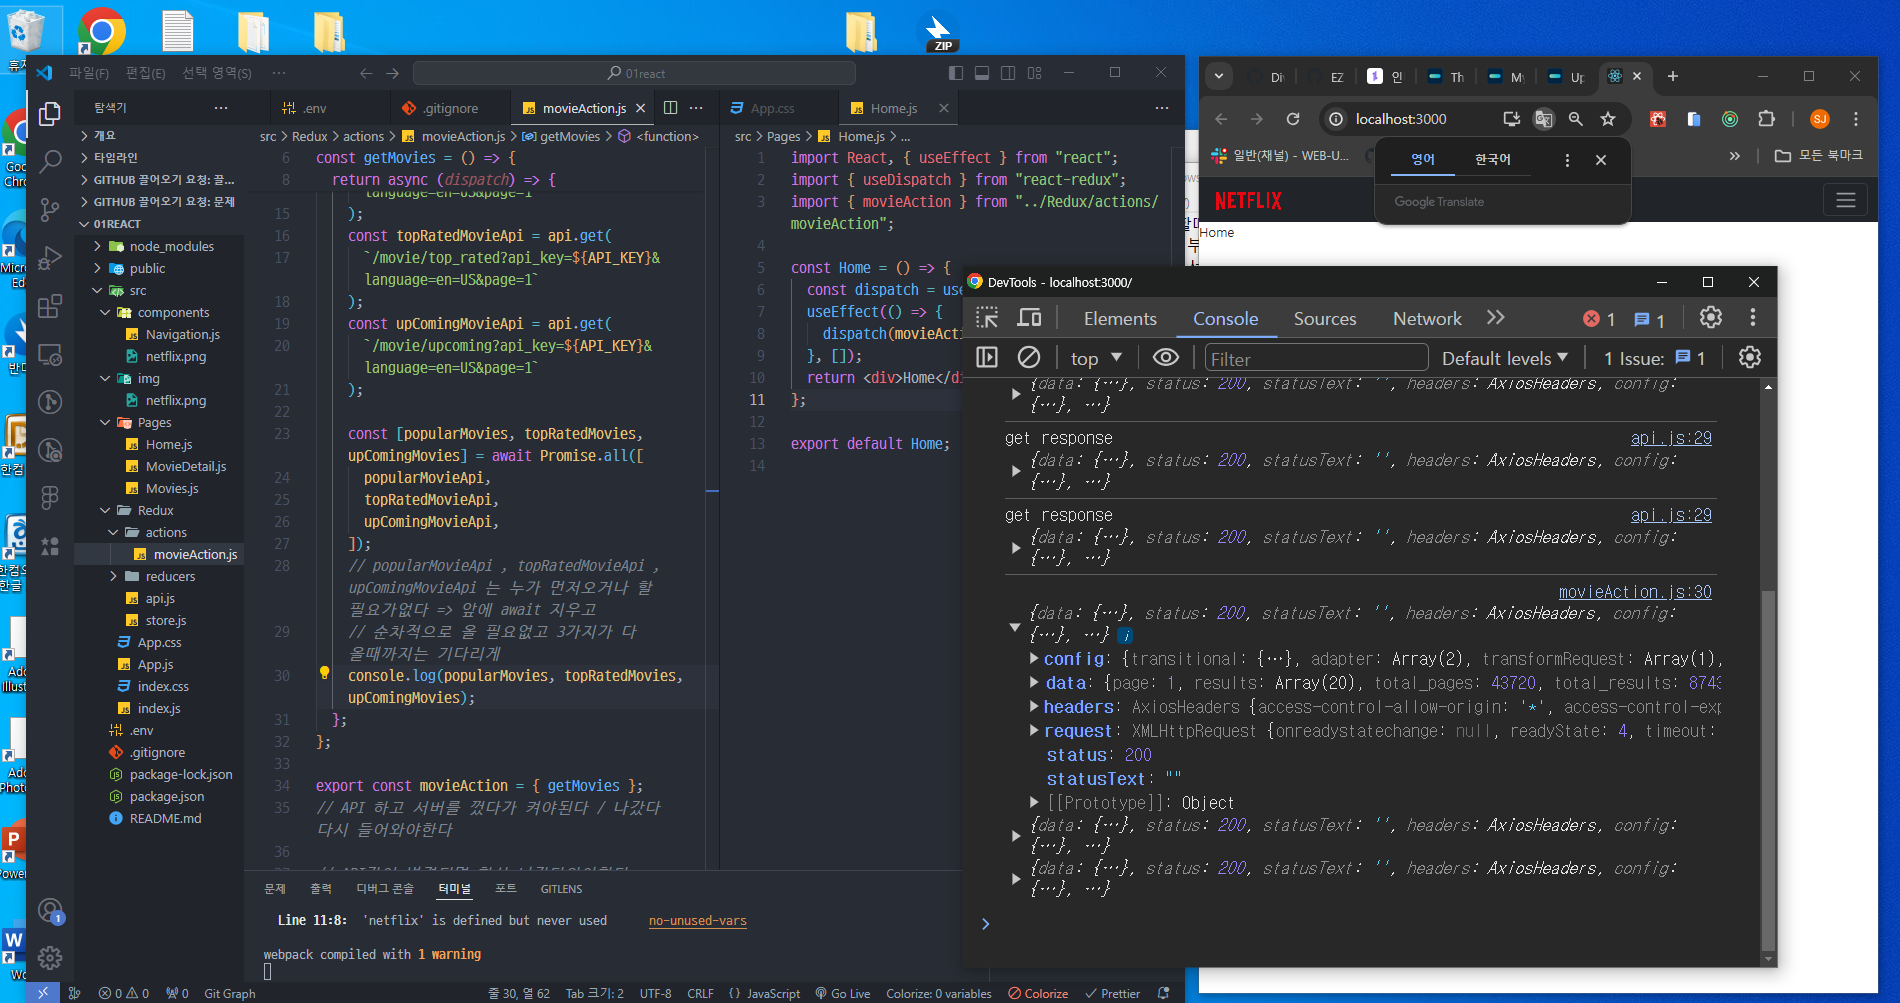 휴지
ZIP
파일(F) 편집(E) 선택 영역(S) ...
01react
탐색기 ...
개요
타임라인
GITHUB 끌어오기 요청: 끌...
GITHUB 끌어오기 요청: 문제
01REACT
node_modules
public
src
components
Navigation.js
netflix.png
img
netflix.png
Pages
Home.js
MovieDetail.js
Movies.js
Redux
actions
movieAction.js
reducers
api.js
store.js
App.css
App.js
index.css
index.js
.env
.gitignore
package-lock.json
package.json
README.md
.env .gitignore movieAction.js
src > Redux > actions > movieAction.js > getMovies > <function>
6 const getMovies = () => {
8 return async (dispatch) => {
language=en=US&page=1`
15 );
16 const topRatedMovieApi = api.get(
17 `/movie/top_rated?api_key=${API_KEY}&
language=en=US&page=1`
18 );
19 const upComingMovieApi = api.get(
20 `/movie/upcoming?api_key=${API_KEY}&
language=en=US&page=1`
21 );
22
23 const [popularMovies, topRatedMovies,
upComingMovies] = await Promise.all([
24 popularMovieApi,
25 topRatedMovieApi,
26 upComingMovieApi,
27 ]);
28 // popularMovieApi , topRatedMovieApi ,
upComingMovieApi 는 누가 먼저오거나 할
필요가없다 => 앞에 await 지우고
29 // 순차적으로 올 필요없고 3가지가 다
올때까지는 기다리게
30 console.log(popularMovies, topRatedMovies,
upComingMovies);
31 };
32 };
33
34 export const movieAction = { getMovies };
35 // API 하고 서버를 껐다가 켜야된다 / 나갔다
다시 들어와야한다
36
App.css Home.js
src > Pages > Home.js > ...
1 import React, { useEffect } from "react";
2 import { useDispatch } from "react-redux";
3 import { movieAction } from "../Redux/actions/
movieAction";
4
5 const Home = () => {
6 const dispatch = use
7 useEffect(() => {
8 dispatch(movieActi
9 }, []);
10 return <div>Home</di
11 };
12
13 export default Home;
14
문제 출력 디버그 콘솔 터미널 포트 GITLENS
Line 11:8: 'netflix' is defined but never used no-unused-vars
webpack compiled with 1 warning
0 0 0 Git Graph
줄 30, 열 62 Tab 크기: 2 UTF-8 CRLF {} JavaScript Go Live Colorize: 0 variables Colorize Prettier
Di EZ 인 Th M Up
localhost:3000
SJ
일반(채널) - WEB-U...
모든 북마크
영어 한국어
Google Translate
NETFLIX
Home
DevTools - localhost:3000/
Elements Console Sources Network 1 1
top Filter Default levels 1 Issue: 1
{data: {…}, status: 200, statusText: '', headers: AxiosHeaders, config:
{…}, …}
get response api.js:29
{data: {…}, status: 200, statusText: '', headers: AxiosHeaders, config:
{…}, …}
get response api.js:29
{data: {…}, status: 200, statusText: '', headers: AxiosHeaders, config:
{…}, …}
movieAction.js:30
{data: {…}, status: 200, statusText: '', headers: AxiosHeaders, config:
{…}, …} i
config: {transitional: {…}, adapter: Array(2), transformRequest: Array(1),
data: {page: 1, results: Array(20), total_pages: 43720, total_results: 8743
headers: AxiosHeaders {access-control-allow-origin: '*', access-control-exp
request: XMLHttpRequest {onreadystatechange: null, readyState: 4, timeout:
status: 200
statusText: ""
[[Prototype]]: Object
{data: {…}, status: 200, statusText: '', headers: AxiosHeaders, config:
{…}, …}
{data: {…}, status: 200, statusText: '', headers: AxiosHeaders, config:
{…}, …}